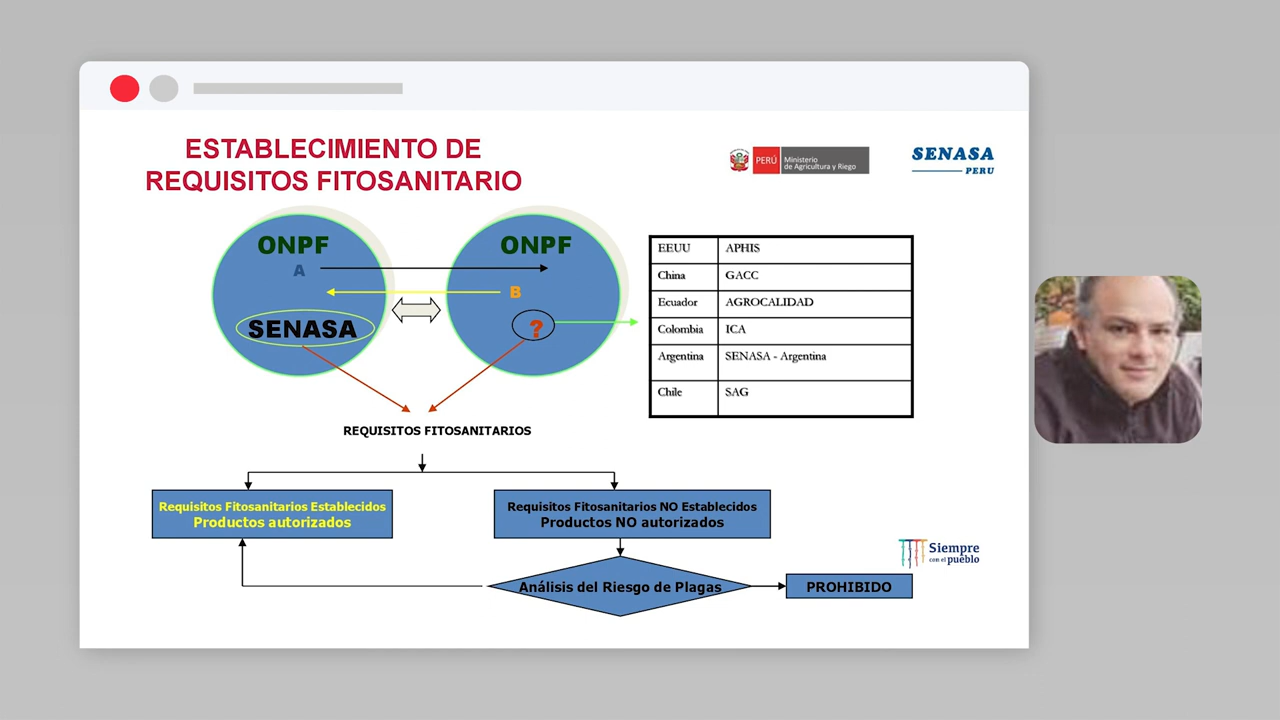 ESTABLECIMIENTO DE
REQUISITOS FITOSANITARIO
PERÚ
Ministerio
de Agricultura y Riego
SENASA
PERU
ONPF
A
SENASA
ONPF
B
?
EEUU APHIS
China GACC
Ecuador AGROCALIDAD
Colombia ICA
Argentina SENASA - Argentina
Chile SAG
REQUISITOS FITOSANITARIOS
Requisitos Fitosanitarios Establecidos
Productos autorizados
Requisitos Fitosanitarios NO Establecidos
Productos NO autorizados
Siempre
con el pueblo
Análisis del Riesgo de Plagas
PROHIBIDO